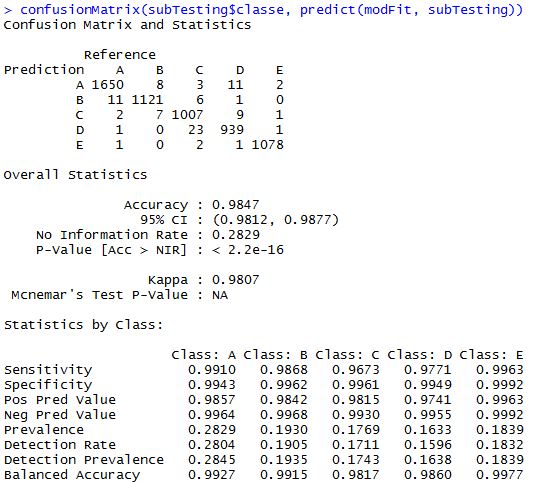 > confusionMatrix(subTesting$classe, predict(modFit, subTesting))
Confusion Matrix and Statistics
Reference
Prediction A B C D E
A 1650 8 3 11 2
B 11 1121 6 1 0
C 2 7 1007 9 1
D 1 0 23 939 1
E 1 0 2 1 1078
Overall Statistics
Accuracy : 0.9847
95% CI : (0.9812, 0.9877)
No Information Rate : 0.2829
P-Value [Acc > NIR] : < 2.2e-16
Kappa : 0.9807
Mcnemar's Test P-Value : NA
Statistics by Class:
Class: A Class: B Class: C Class: D Class: E
Sensitivity 0.9910 0.9868 0.9673 0.9771 0.9963
Specificity 0.9943 0.9962 0.9961 0.9949 0.9992
Pos Pred Value 0.9857 0.9842 0.9815 0.9741 0.9963
Neg Pred Value 0.9964 0.9968 0.9930 0.9955 0.9992
Prevalence 0.2829 0.1930 0.1769 0.1633 0.1839
Detection Rate 0.2804 0.1905 0.1711 0.1596 0.1832
Detection Prevalence 0.2845 0.1935 0.1743 0.1638 0.1839
Balanced Accuracy 0.9927 0.9915 0.9817 0.9860 0.9977